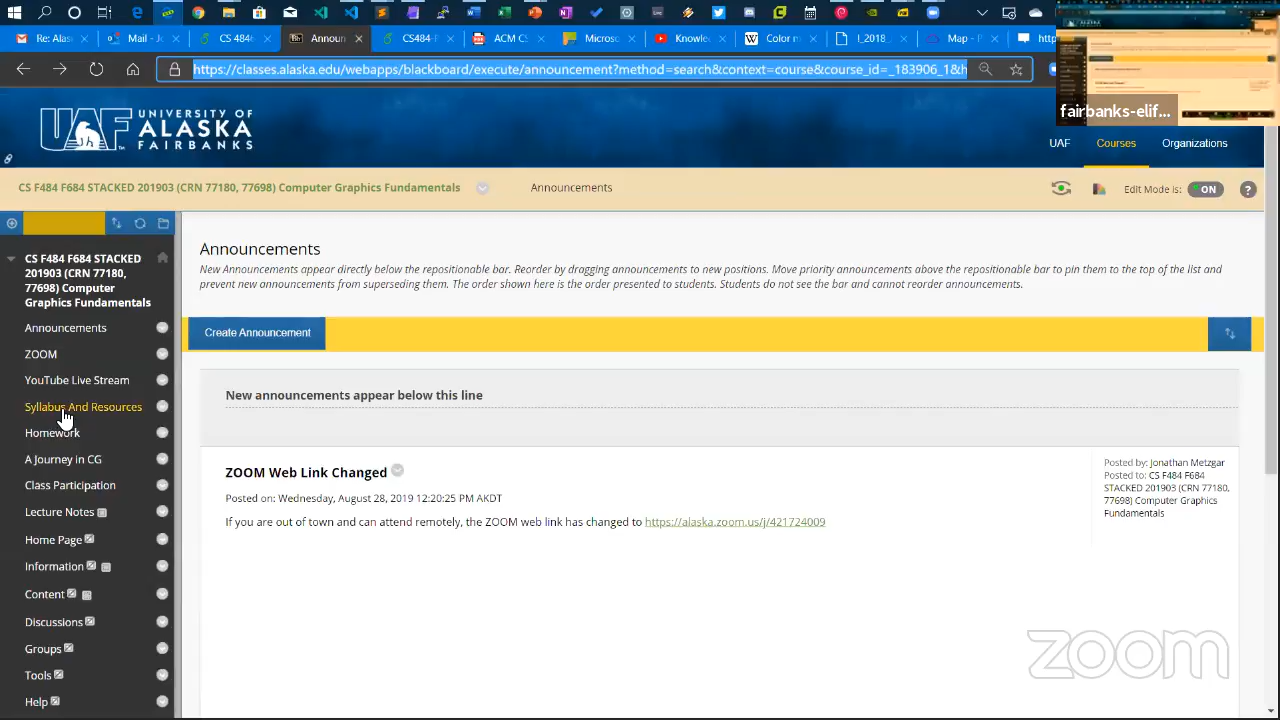 Re: Alas
Mail - J
CS 484
Announ
CS484 F
ACM CS
Micros
Knowle
Color n
I_2018_
Map - I
https://classes.alaska.edu/webapps/blackboard/execute/announcement?method=search&context=course&course_id=_183906_1&h
fairbanks-elif...
UAF UNIVERSITY OF
ALASKA
FAIRBANKS
UAF Courses Organizations
CS F484 F684 STACKED 201903 (CRN 77180, 77698) Computer Graphics Fundamentals Announcements Edit Mode is: ON ?
CS F484 F684 STACKED
201903 (CRN 77180,
77698) Computer
Graphics Fundamentals
Announcements
ZOOM
YouTube Live Stream
Syllabus And Resources
Homework
A Journey in CG
Class Participation
Lecture Notes
Home Page
Information
Content
Discussions
Groups
Tools
Help
Announcements
New Announcements appear directly below the repositionable bar. Reorder by dragging announcements to new positions. Move priority announcements above the repositionable bar to pin them to the top of the list and
prevent new announcements from superseding them. The order shown here is the order presented to students. Students do not see the bar and cannot reorder announcements.
Create Announcement
New announcements appear below this line
ZOOM Web Link Changed
Posted on: Wednesday, August 28, 2019 12:20:25 PM AKDT
If you are out of town and can attend remotely, the ZOOM web link has changed to https://alaska.zoom.us/j/421724009
Posted by: Jonathan Metzgar
Posted to: CS F484 F684
STACKED 201903 (CRN 77180,
77698) Computer Graphics
Fundamentals
zoom